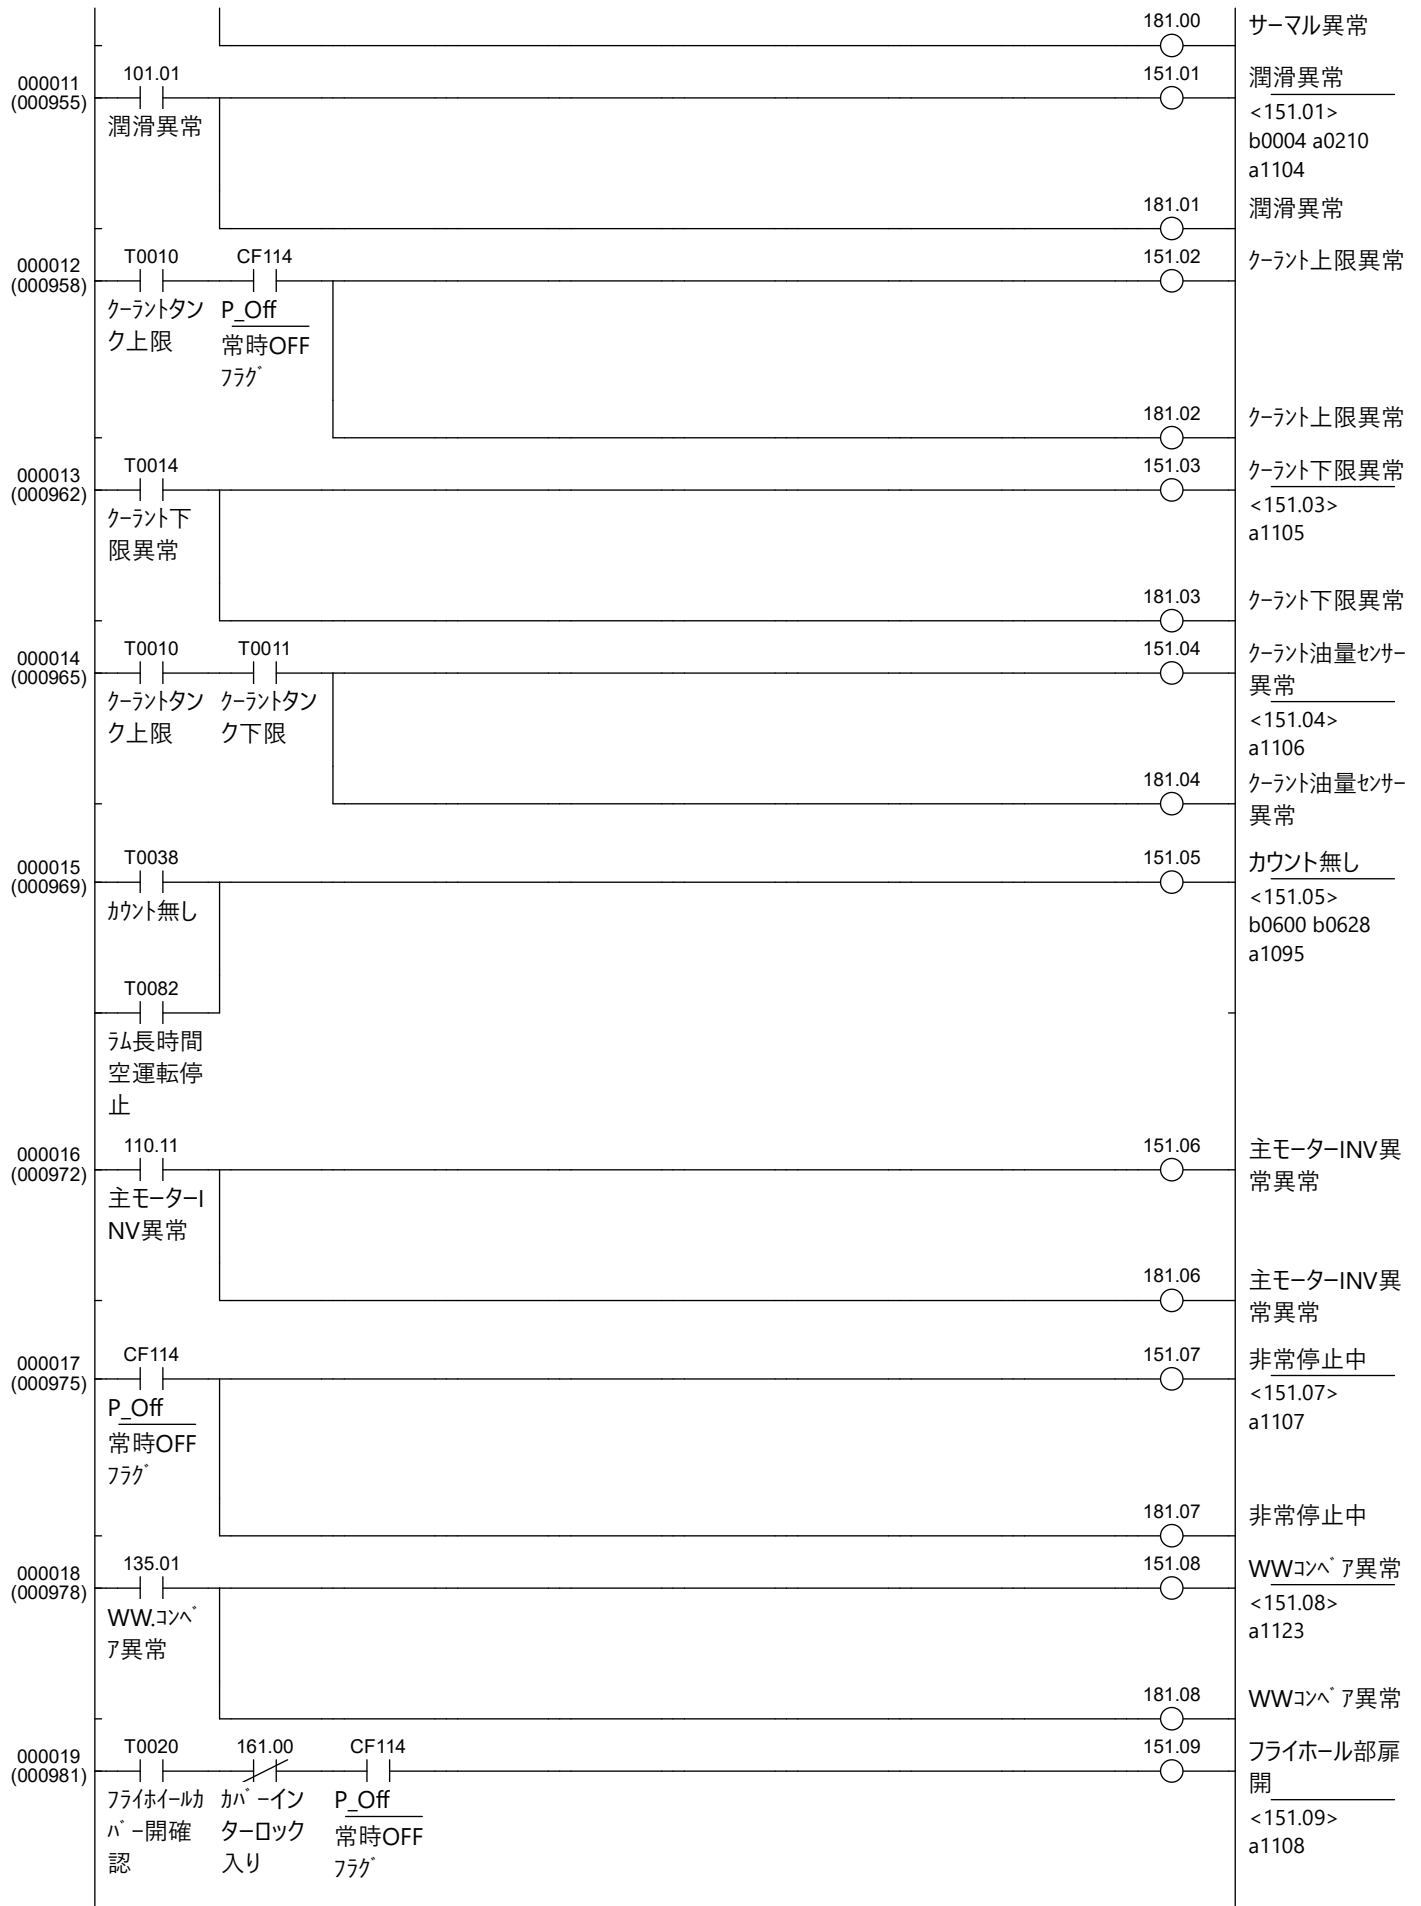 181.00
サーマル異常
000011
(000955)
101.01
潤滑異常
151.01
潤滑異常
<151.01>
b0004 a0210
a1104
181.01
潤滑異常
000012
(000958)
T0010
ｸｰﾗﾝﾄタン
ク上限
CF114
P_Off
常時OFF
ﾌﾗｸﾞ
151.02
ｸｰﾗﾝﾄ上限異常
181.02
ｸｰﾗﾝﾄ上限異常
000013
(000962)
T0014
ｸｰﾗﾝﾄ下
限異常
151.03
ｸｰﾗﾝﾄ下限異常
<151.03>
a1105
181.03
ｸｰﾗﾝﾄ下限異常
000014
(000965)
T0010
ｸｰﾗﾝﾄタン
ク上限
T0011
ｸｰﾗﾝﾄタン
ク下限
151.04
ｸｰﾗﾝﾄ油量ｾﾝｻｰ
異常
<151.04>
a1106
181.04
ｸｰﾗﾝﾄ油量ｾﾝｻｰ
異常
000015
(000969)
T0038
ｶｳﾝﾄ無し
151.05
カウント無し
<151.05>
b0600 b0628
a1095
T0082
ﾗﾑ長時間
空運転停
止
000016
(000972)
110.11
主モーターI
NV異常
151.06
主モーターINV異
常異常
181.06
主モーターINV異
常異常
000017
(000975)
CF114
P_Off
常時OFF
ﾌﾗｸﾞ
151.07
非常停止中
<151.07>
a1107
181.07
非常停止中
000018
(000978)
135.01
WW.ｺﾝﾍﾞ
ｱ異常
151.08
WWｺﾝﾍﾞｱ異常
<151.08>
a1123
181.08
WWｺﾝﾍﾞｱ異常
000019
(000981)
T0020
ﾌﾗｲﾎｲｰﾙｶ
ﾊﾞｰ開確
認
161.00
ｶﾊﾞｰイン
ターロック
入り
CF114
P_Off
常時OFF
ﾌﾗｸﾞ
151.09
フライホール部扉
開
<151.09>
a1108